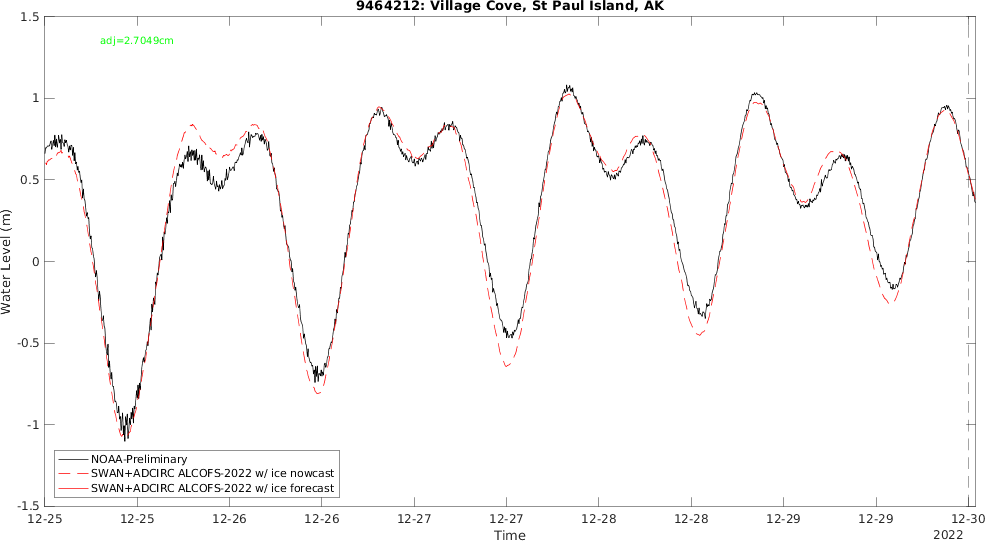 9464212: Village Cove, St Paul Island, AK
1.5
adj=2.7049cm
1
0.5
0
-0.5
-1
-1.5
Water Level (m)
NOAA-Preliminary
SWAN+ADCIRC ALCOFS-2022 w/ ice nowcast
SWAN+ADCIRC ALCOFS-2022 w/ ice forecast
12-25 12-25 12-26 12-26 12-27 12-27 12-28 12-28 12-29 12-29 12-30
Time
2022